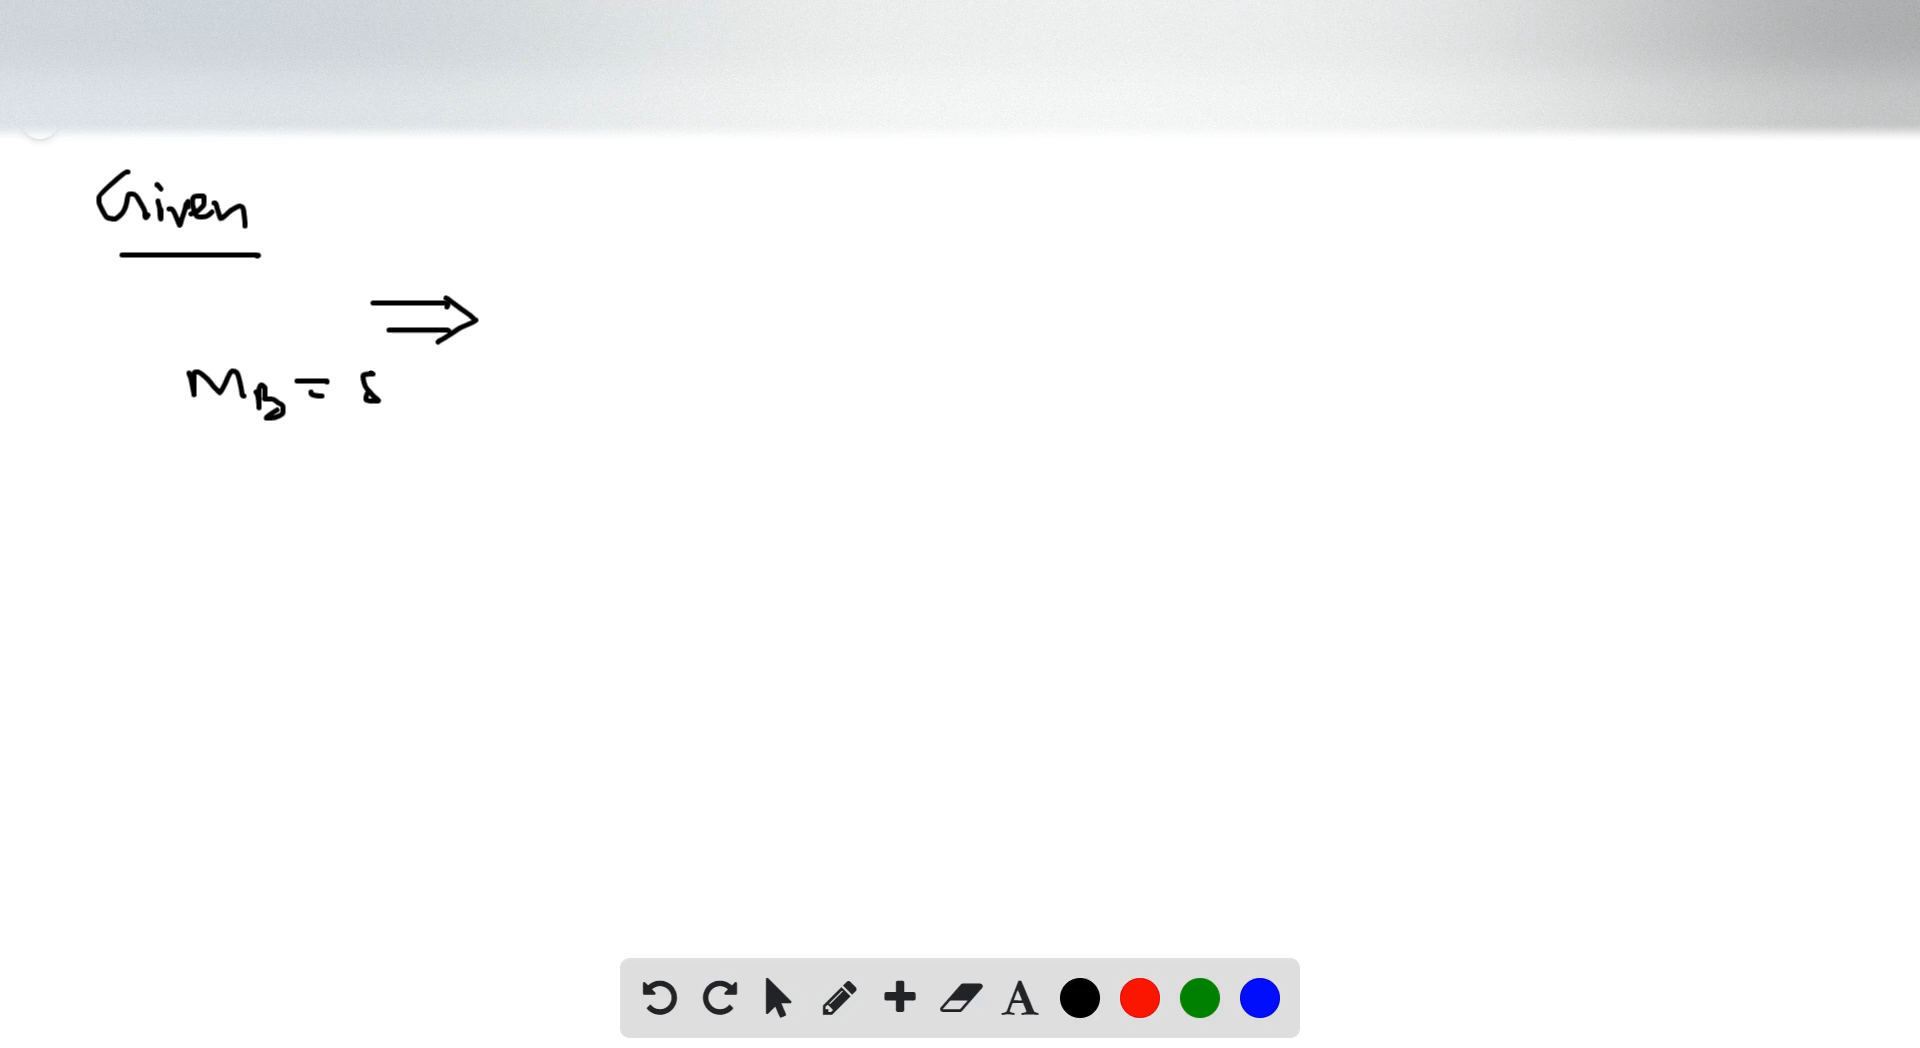 Given
⇒
M_B = 8
A